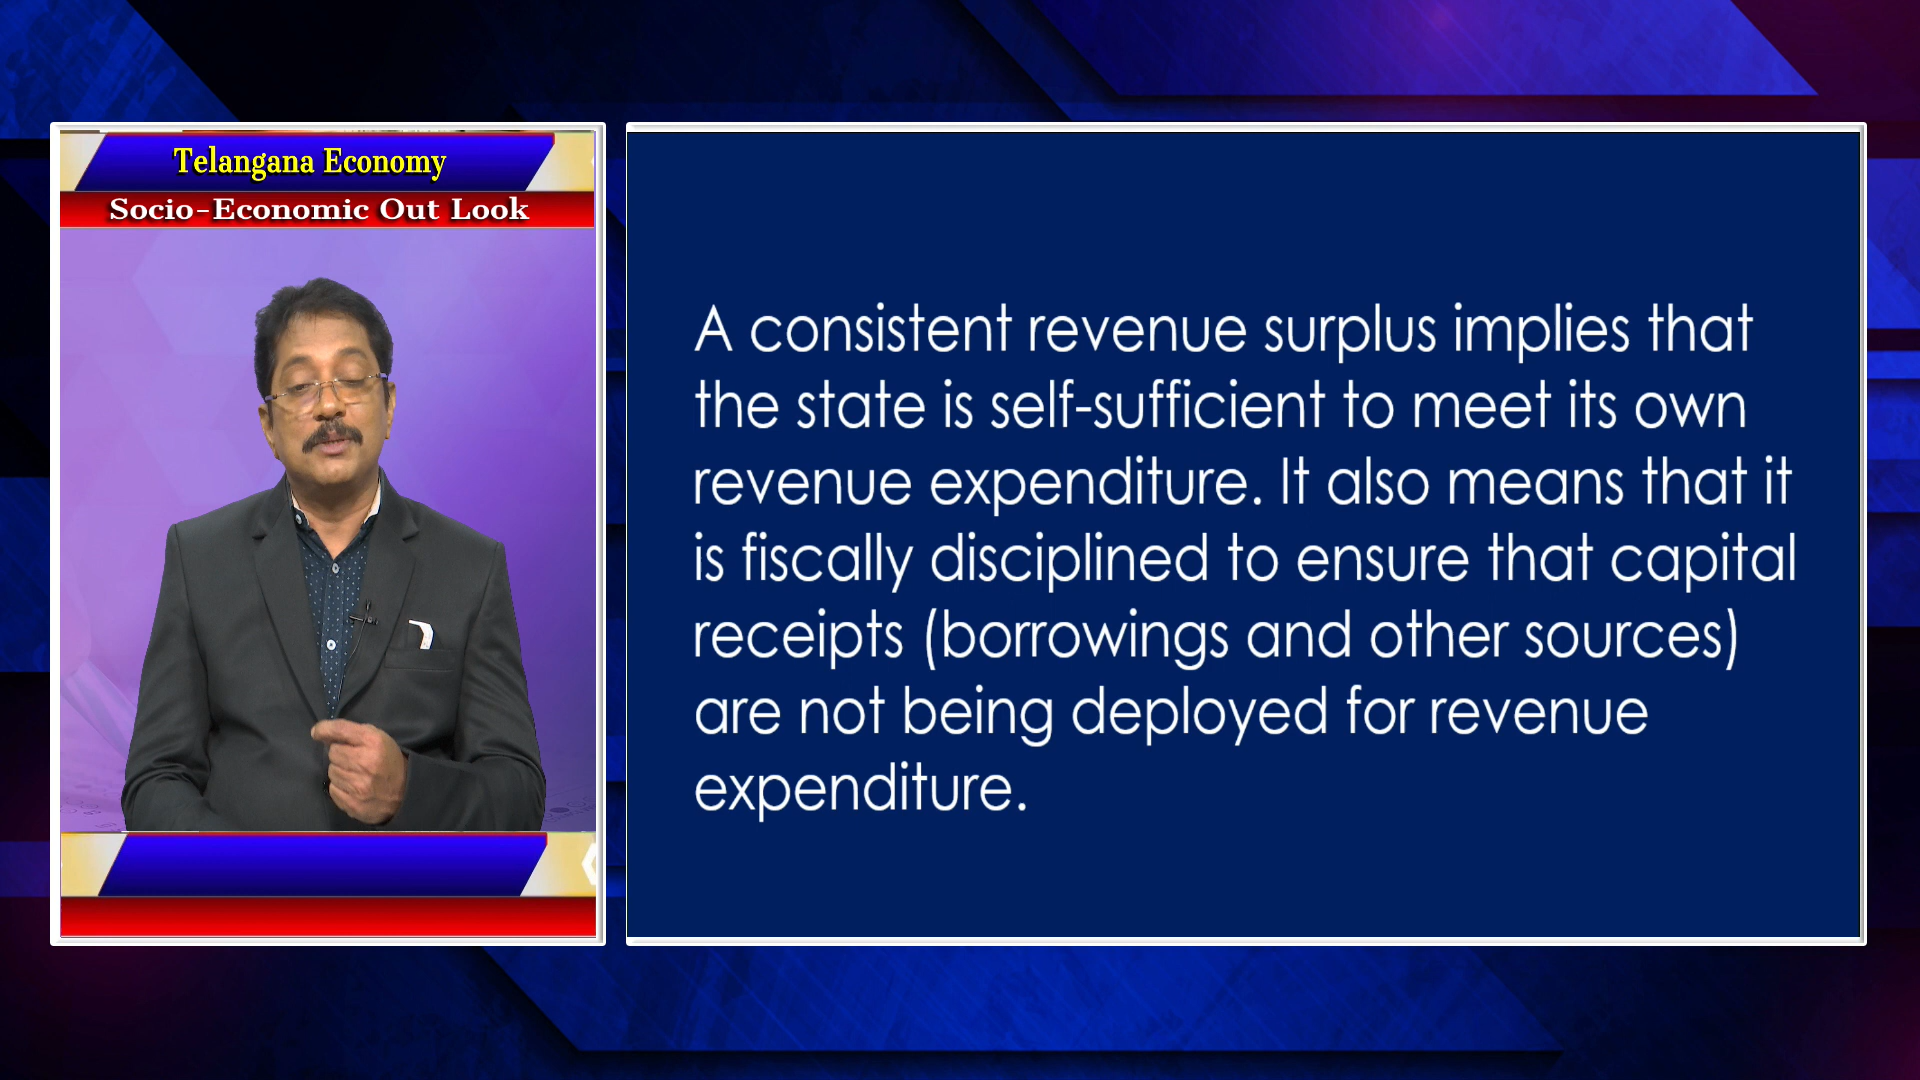 Telangana Economy
Socio-Economic Out Look
A consistent revenue surplus implies that
the state is self-sufficient to meet its own
revenue expenditure. It also means that it
is fiscally disciplined to ensure that capital
receipts (borrowings and other sources)
are not being deployed for revenue
expenditure.